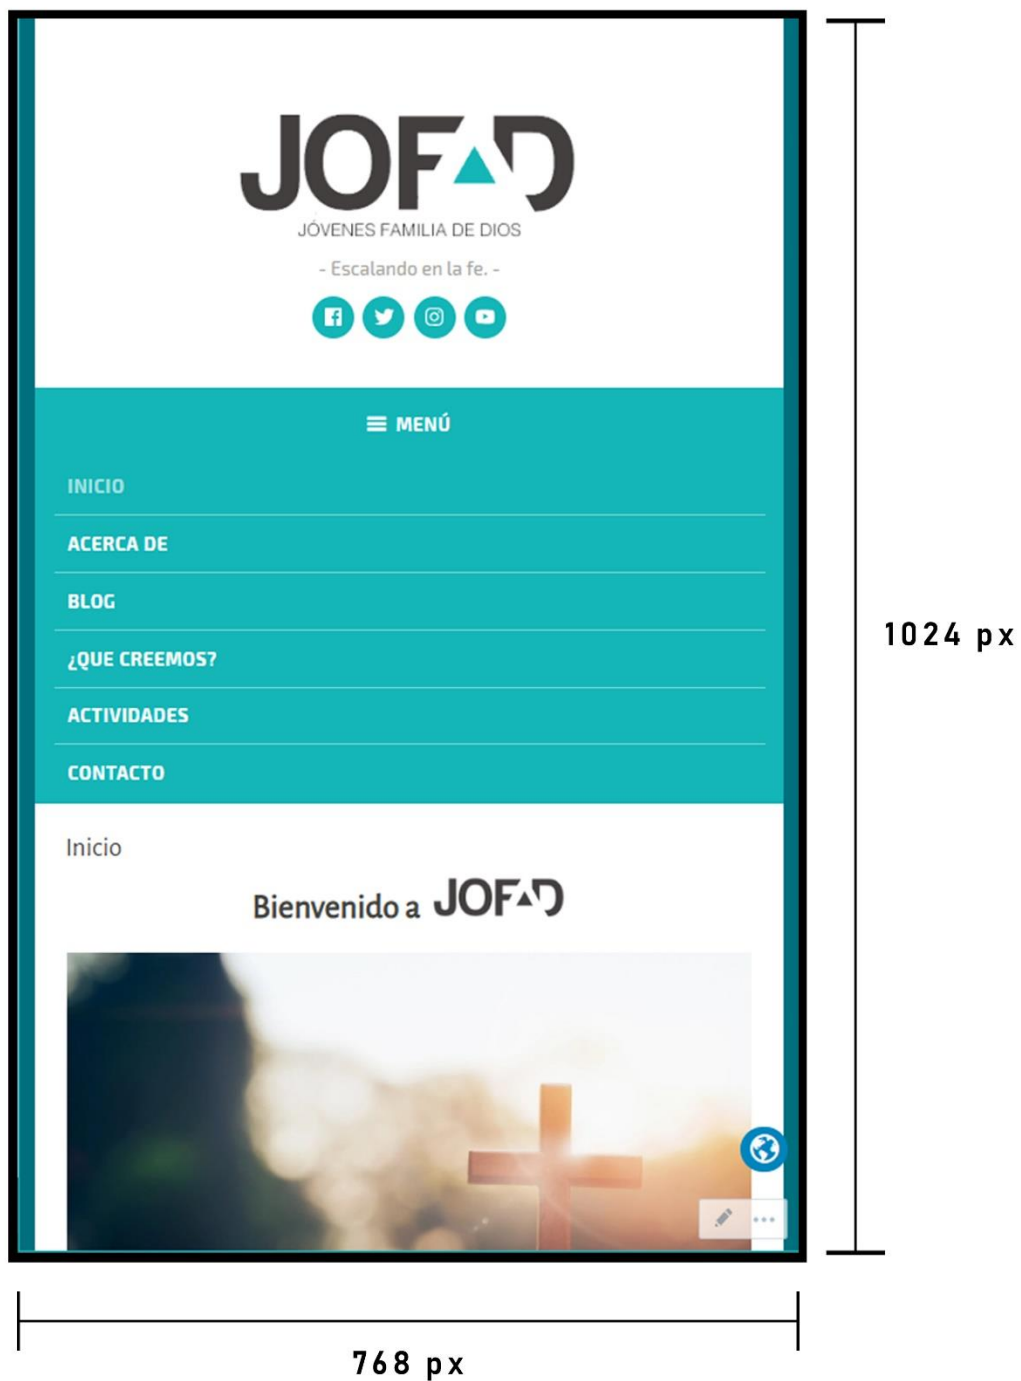 JOFAD
JÓVENES FAMILIA DE DIOS
- Escalando en la fe. -
MENÚ
INICIO
ACERCA DE
BLOG
¿QUE CREEMOS?
ACTIVIDADES
CONTACTO
Inicio
Bienvenido a JOFAD
1024 px
768 px